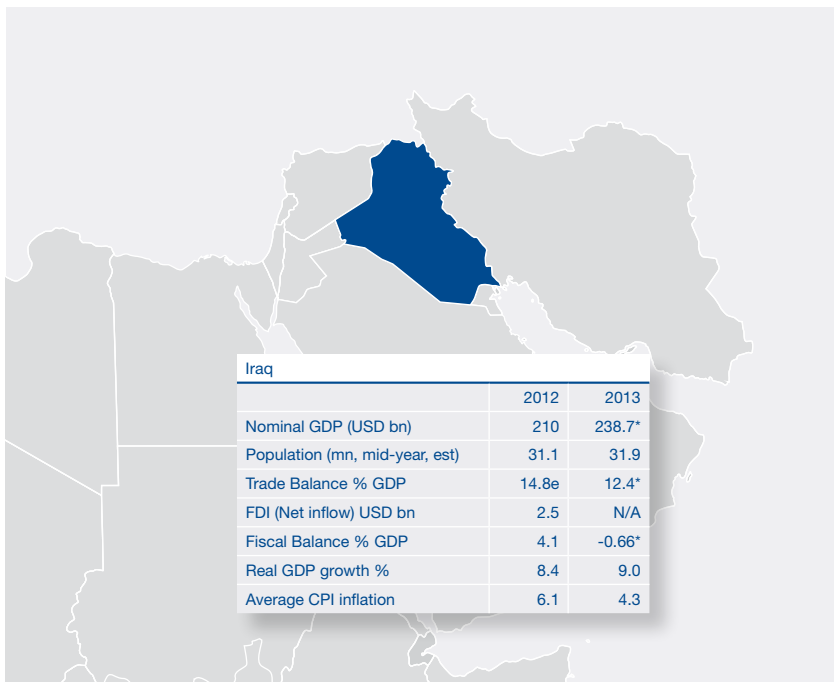 Iraq
2012 2013
Nominal GDP (USD bn) 210 238.7*
Population (mn, mid-year, est) 31.1 31.9
Trade Balance % GDP 14.8e 12.4*
FDI (Net inflow) USD bn 2.5 N/A
Fiscal Balance % GDP 4.1 -0.66*
Real GDP growth % 8.4 9.0
Average CPI inflation 6.1 4.3